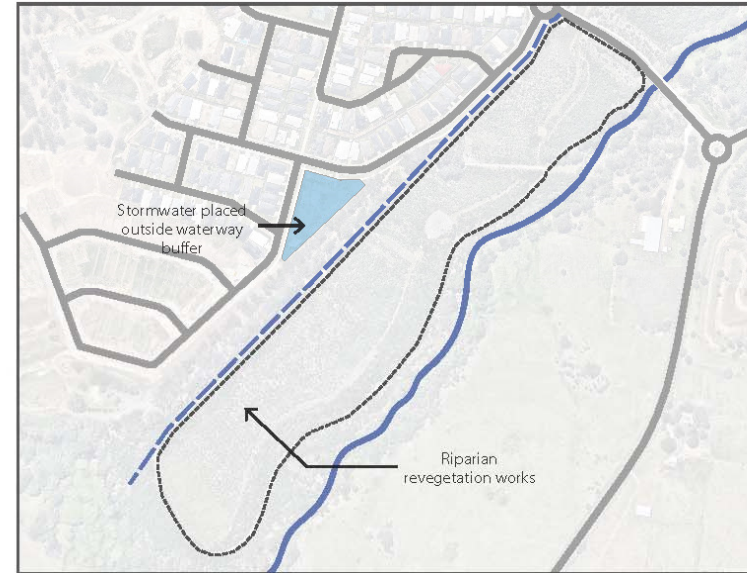 Stormwater placed
outside waterway
buffer
Riparian
revegetation works